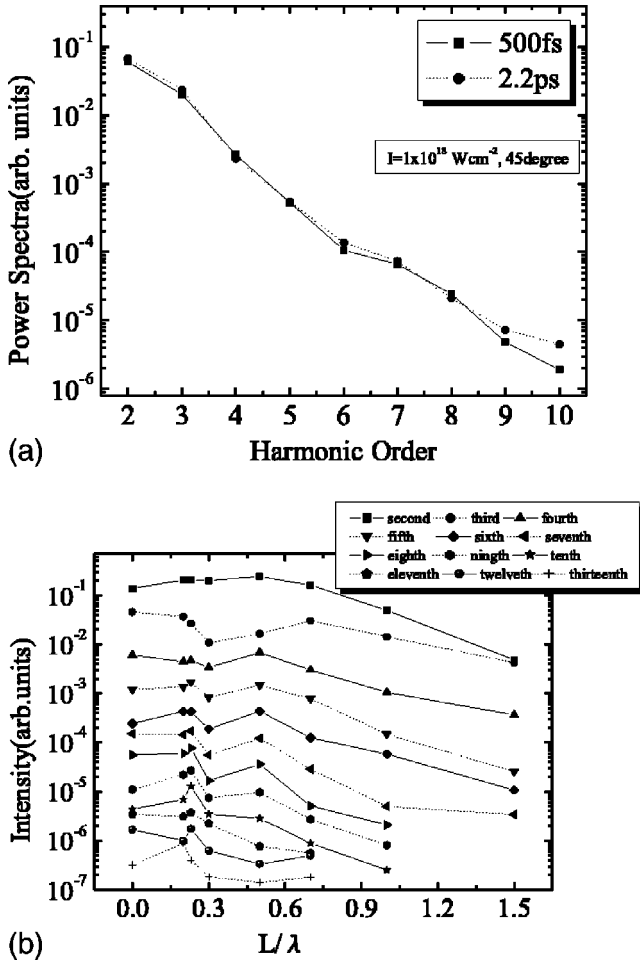 500fs
2.2ps
I=1x10^18 Wcm^-2, 45degree
Power Spectra(arb. units)
10^-1
10^-2
10^-3
10^-4
10^-5
10^-6
2 3 4 5 6 7 8 9 10
Harmonic Order
(a)
second third fourth
fifth sixth seventh
eighth ningth tenth
eleventh twelveth thirteenth
Intensity(arb.units)
10^-1
10^-2
10^-3
10^-4
10^-5
10^-6
10^-7
0.0 0.3 0.6 0.9 1.2 1.5
L/λ
(b)